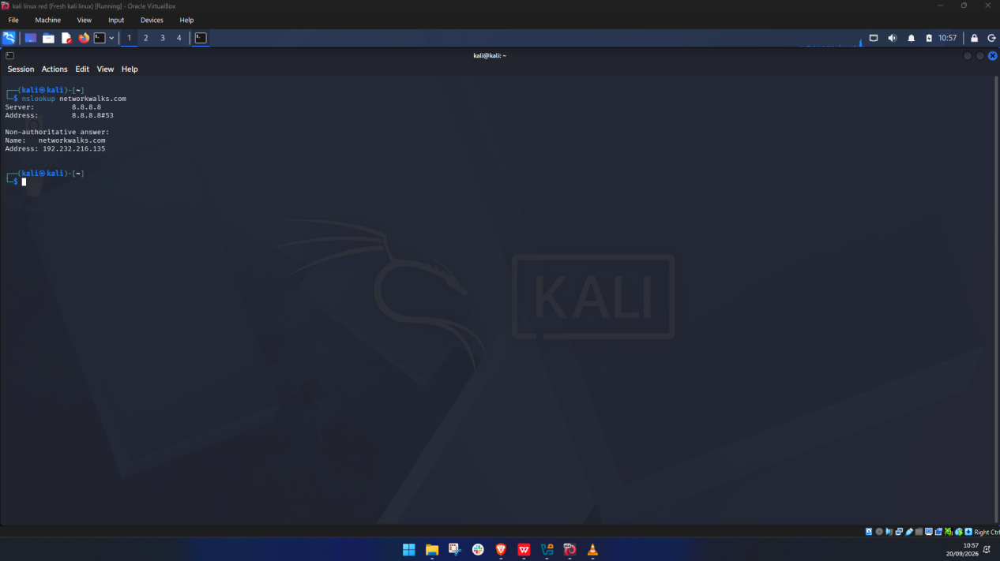 kali linux red (Fresh kali linux) [Running] - Oracle VirtualBox
File Machine View Input Devices Help
1 2 3 4 10:57
kali@kali: ~
Session Actions Edit View Help
┌──(kali㉿kali)-[~]
└─$ nslookup networkwalks.com
Server: 8.8.8.8
Address: 8.8.8.8#53
Non-authoritative answer:
Name: networkwalks.com
Address: 192.232.216.135
┌──(kali㉿kali)-[~]
└─$
KALI
Right Ctrl
10:57
20/09/2026